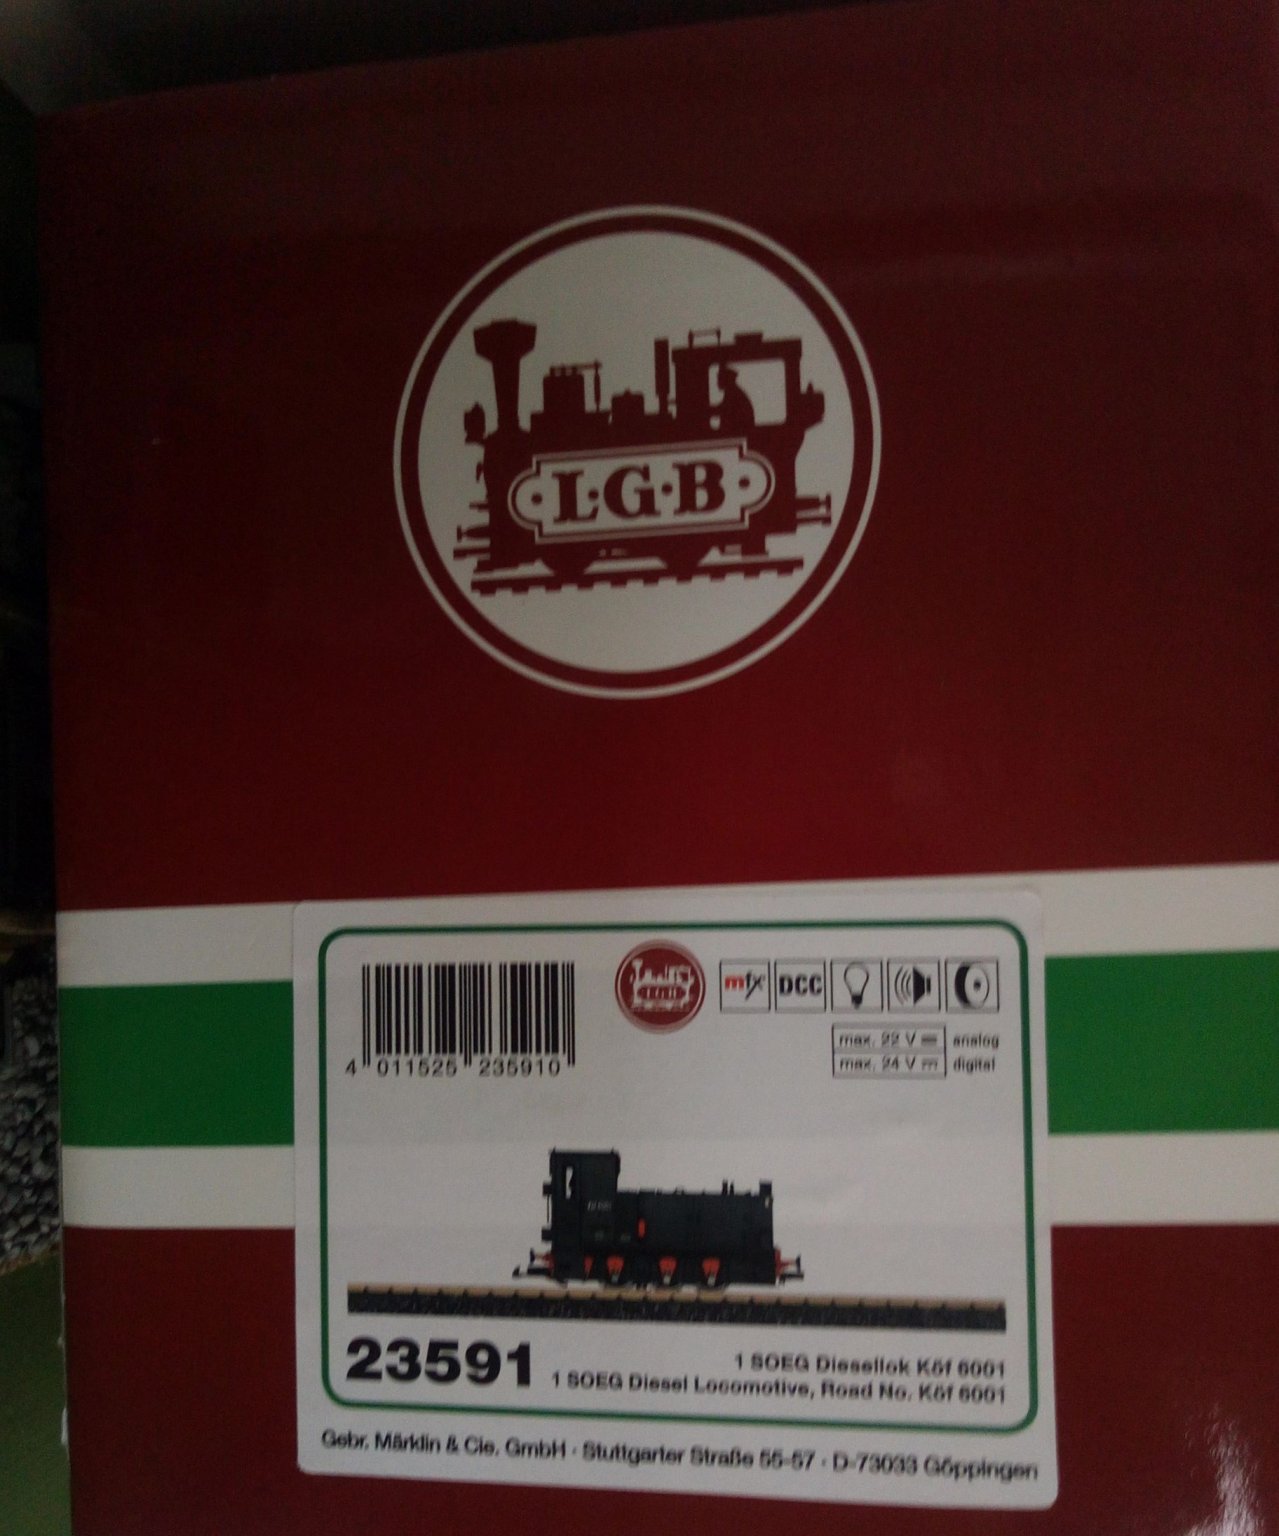 L·G·B
mfx DCC
max. 22 V analog
max. 24 V digital
4 011525 235910
23591
1 SOEG Diesellok Köf 6001
1 SOEG Diesel Locomotive, Road No. Köf 6001
Gebr. Märklin & Cie. GmbH · Stuttgarter Straße 55-57 · D-73033 Göppingen